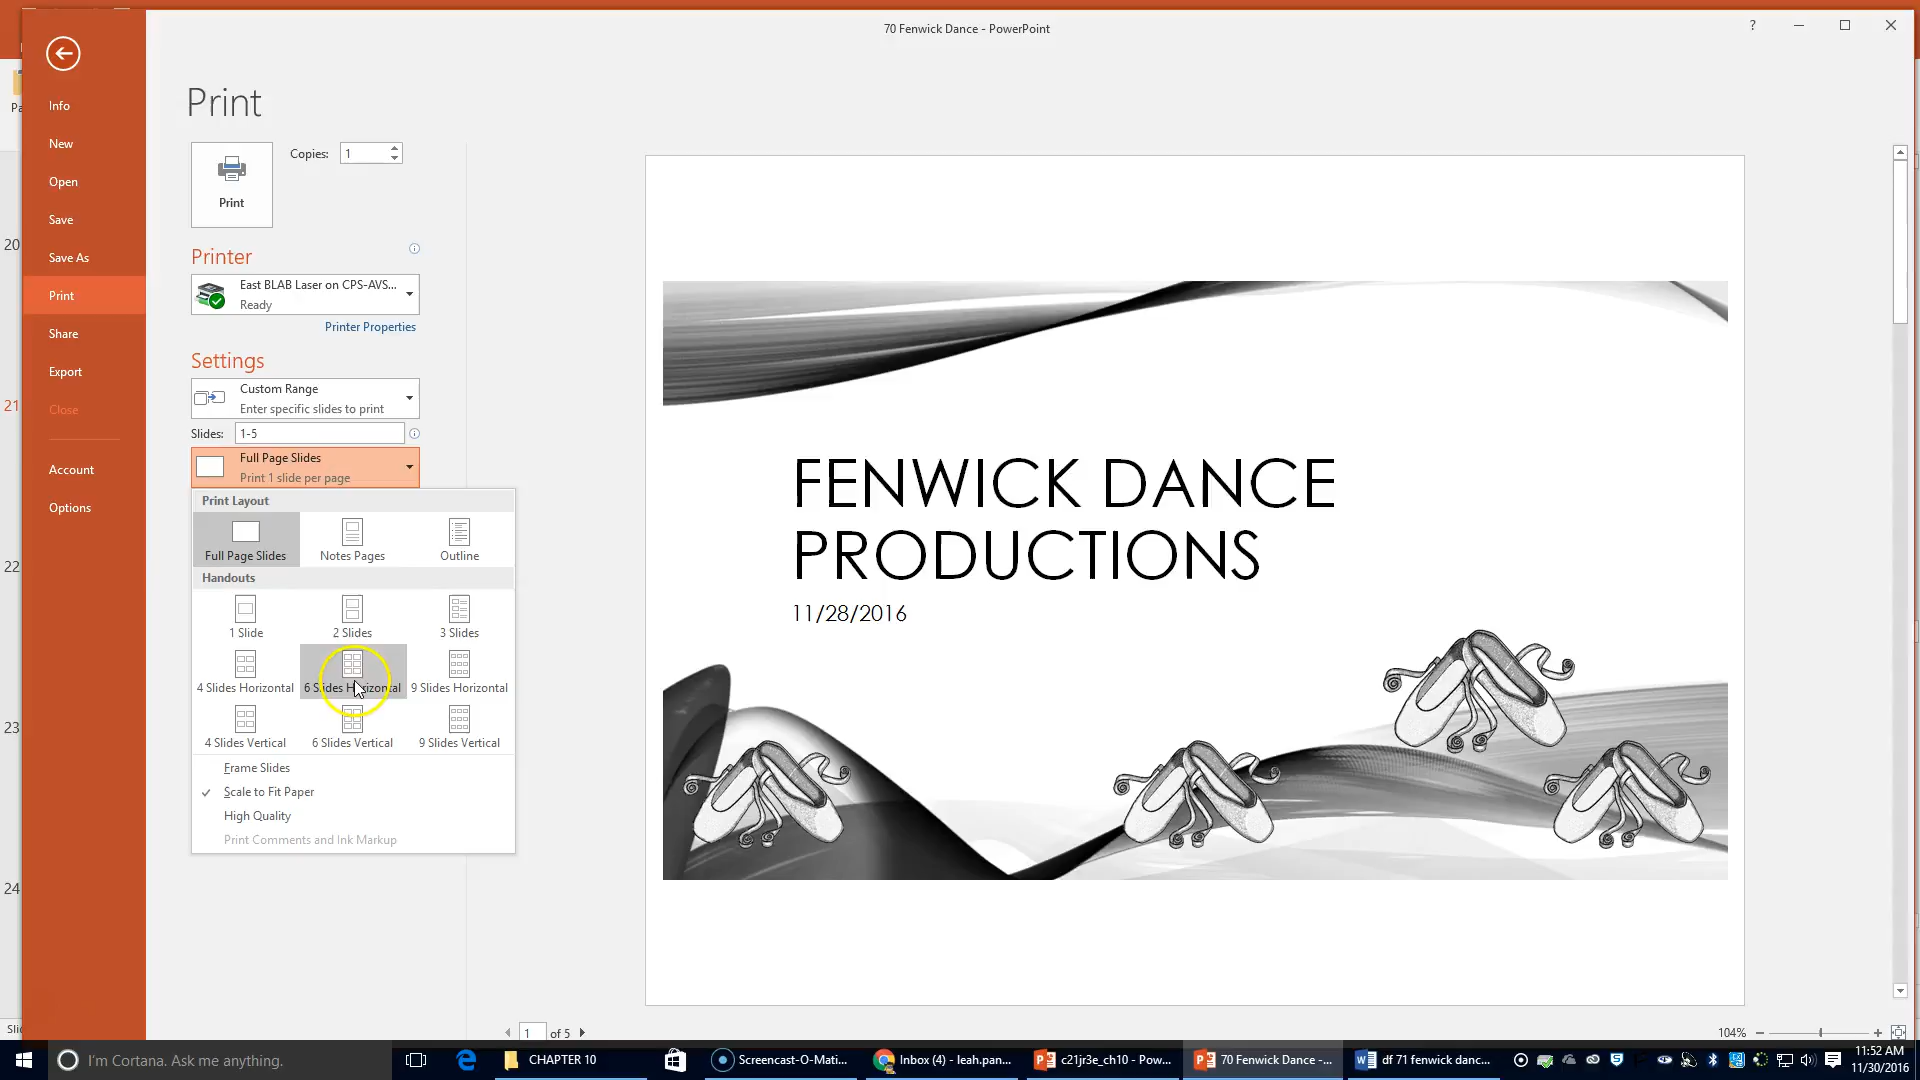 70 Fenwick Dance - PowerPoint
?
Info
New
Open
Save
Save As
Print
Share
Export
Close
Account
Options
Print
Print
Copies: 1
Printer
East BLAB Laser on CPS-AVS...
Ready
Printer Properties
Settings
Custom Range
Enter specific slides to print
Slides: 1-5
Full Page Slides
Print 1 slide per page
Print Layout
Full Page Slides Notes Pages Outline
Handouts
1 Slide 2 Slides 3 Slides
4 Slides Horizontal 6 Slides Horizontal 9 Slides Horizontal
4 Slides Vertical 6 Slides Vertical 9 Slides Vertical
Frame Slides
Scale to Fit Paper
High Quality
Print Comments and Ink Markup
FENWICK DANCE
PRODUCTIONS
11/28/2016
20
21
22
23
24
1 of 5
104%
I'm Cortana. Ask me anything.
CHAPTER 10
Screencast-O-Mati...
Inbox (4) - leah.pan...
c21jr3e_ch10 - Pow...
70 Fenwick Dance -...
df 71 fenwick danc...
11:52 AM
11/30/2016